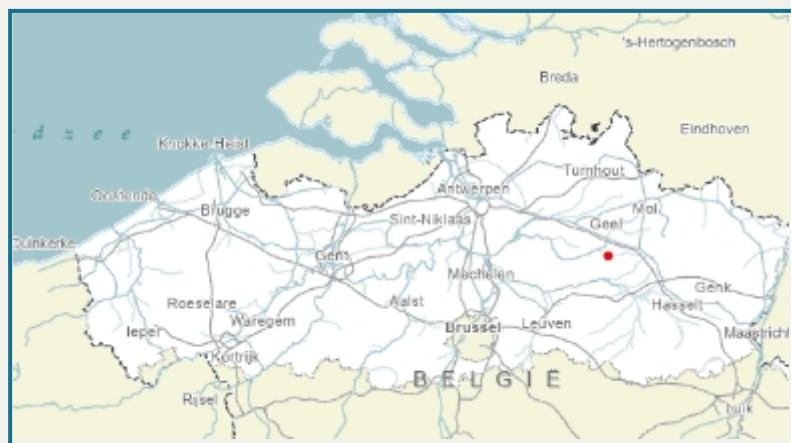 's-Hertogenbosch
Breda
Eindhoven
d z e e
Knokke-Heist
Turnhout
Oostende
Antwerpen
Mol
Brugge
Sint-Niklaas
Geel
Duinkerke
Gent
Mechelen
Genk
Roeselare
Aalst
Hasselt
Ieper
Waregem
Brussel
Leuven
Maastricht
Kortrijk
BELGIË
Rijsel
Luik